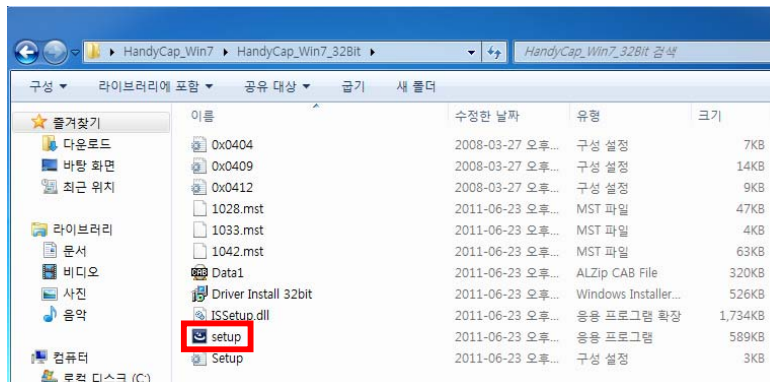 HandyCap_Win7 HandyCap_Win7_32Bit HandyCap_Win7_32Bit 검색
구성 라이브러리에 포함 공유 대상 굽기 새 폴더
즐겨찾기 이름 수정한 날짜 유형 크기
다운로드 0x0404 2008-03-27 오후... 구성 설정 7KB
바탕 화면 0x0409 2008-03-27 오후... 구성 설정 14KB
최근 위치 0x0412 2008-03-27 오후... 구성 설정 9KB
1028.mst 2011-06-23 오후... MST 파일 47KB
라이브러리 1033.mst 2011-06-23 오후... MST 파일 4KB
문서 1042.mst 2011-06-23 오후... MST 파일 63KB
비디오 Data1 2011-06-23 오후... ALZip CAB File 320KB
사진 Driver Install 32bit 2011-06-23 오후... Windows Installer... 526KB
음악 ISSetup.dll 2011-06-23 오후... 응용 프로그램 확장 1,734KB
setup 2011-06-23 오후... 응용 프로그램 589KB
컴퓨터 Setup 2011-06-23 오후... 구성 설정 3KB
로컬 디스크 (C:)